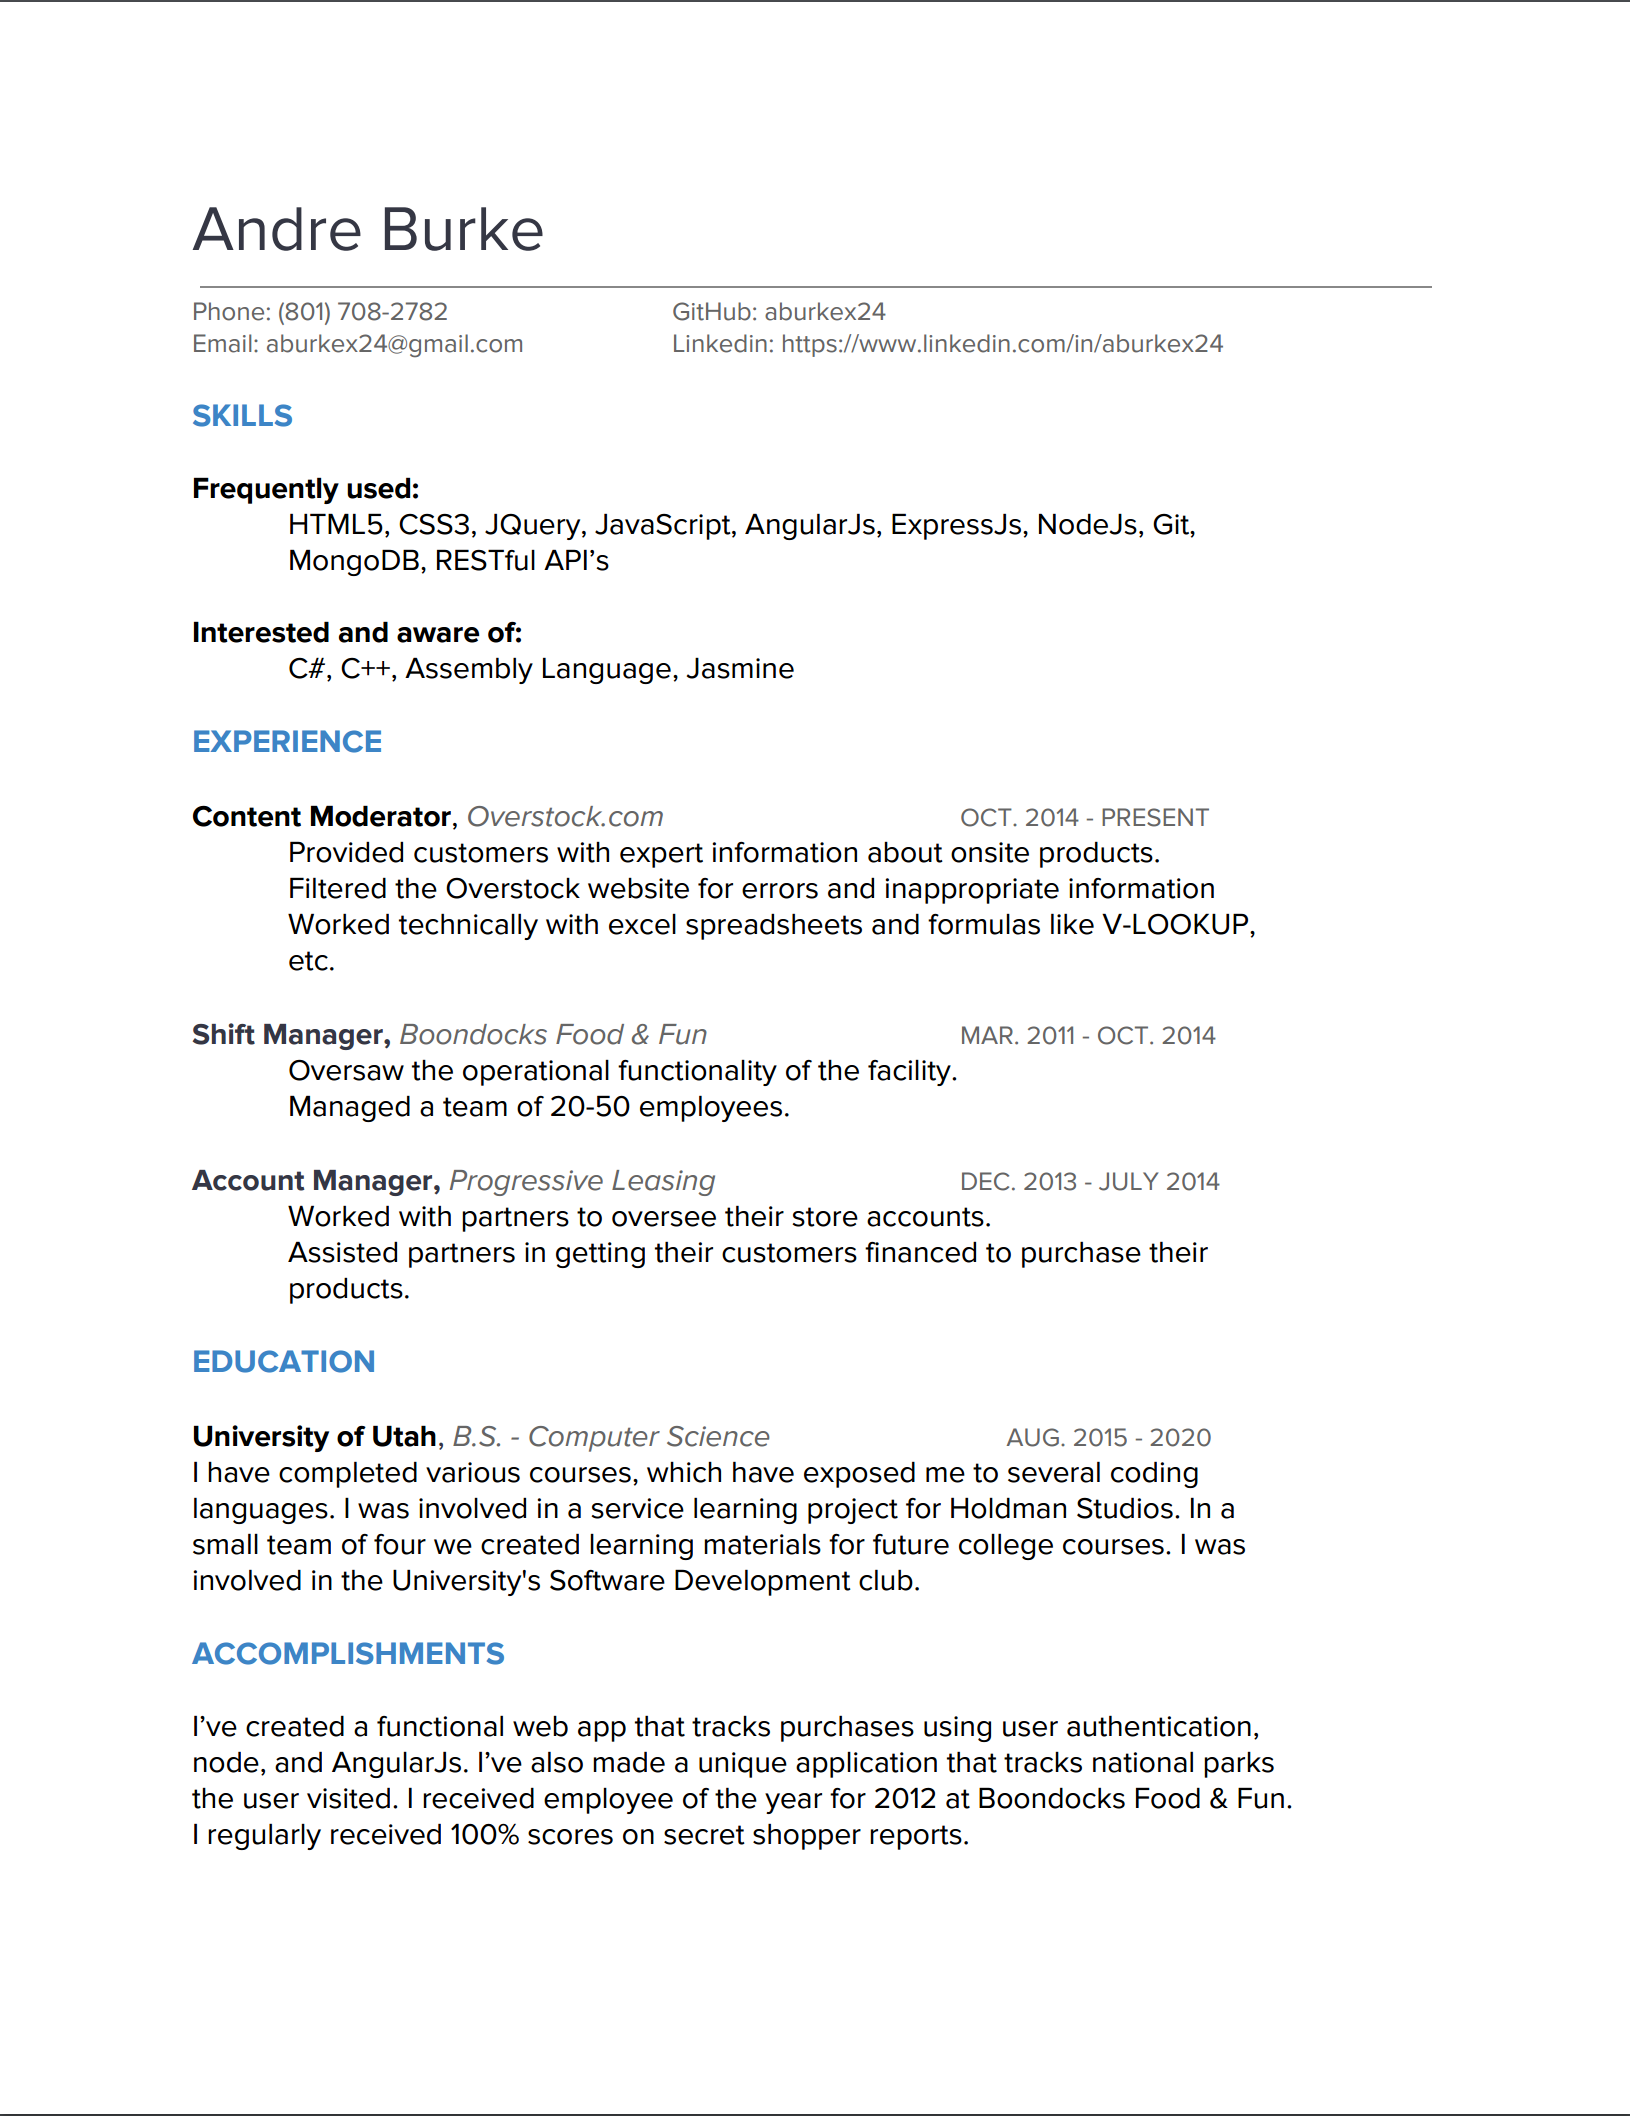 Andre Burke
Phone: (801) 708-2782 GitHub: aburkex24
Email: aburkex24@gmail.com Linkedin: https://www.linkedin.com/in/aburkex24
SKILLS
Frequently used:
HTML5, CSS3, JQuery, JavaScript, AngularJs, ExpressJs, NodeJs, Git,
MongoDB, RESTful API’s
Interested and aware of:
C#, C++, Assembly Language, Jasmine
EXPERIENCE
Content Moderator, Overstock.com OCT. 2014 - PRESENT
Provided customers with expert information about onsite products.
Filtered the Overstock website for errors and inappropriate information
Worked technically with excel spreadsheets and formulas like V-LOOKUP,
etc.
Shift Manager, Boondocks Food & Fun MAR. 2011 - OCT. 2014
Oversaw the operational functionality of the facility.
Managed a team of 20-50 employees.
Account Manager, Progressive Leasing DEC. 2013 - JULY 2014
Worked with partners to oversee their store accounts.
Assisted partners in getting their customers financed to purchase their
products.
EDUCATION
University of Utah, B.S. - Computer Science AUG. 2015 - 2020
I have completed various courses, which have exposed me to several coding
languages. I was involved in a service learning project for Holdman Studios. In a
small team of four we created learning materials for future college courses. I was
involved in the University's Software Development club.
ACCOMPLISHMENTS
I’ve created a functional web app that tracks purchases using user authentication,
node, and AngularJs. I’ve also made a unique application that tracks national parks
the user visited. I received employee of the year for 2012 at Boondocks Food & Fun.
I regularly received 100% scores on secret shopper reports.